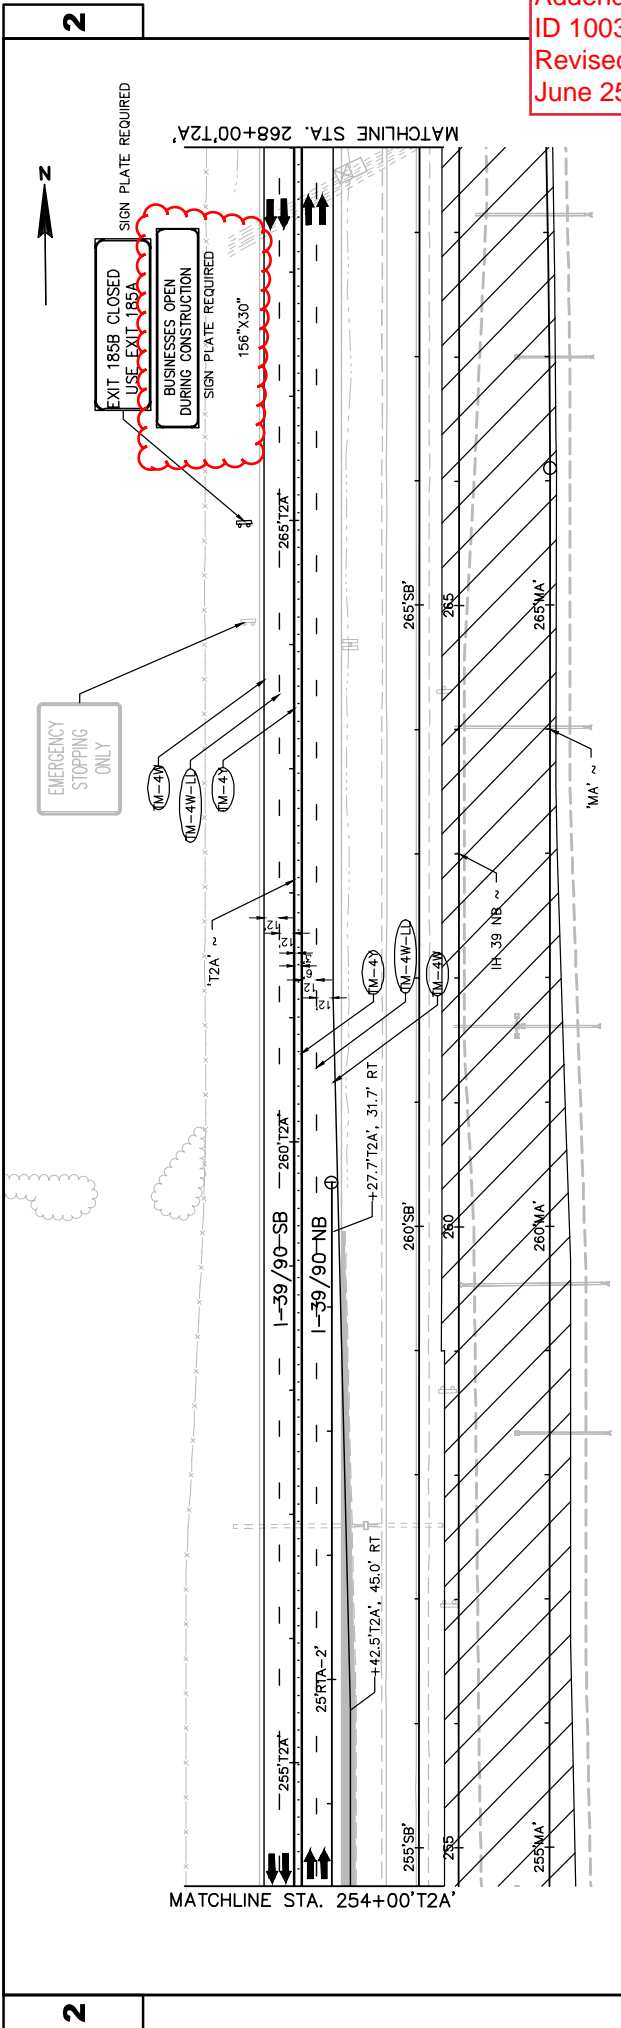 2
ID 1003
Revised
June 25
MATCHLINE STA. 268+00'T2A'
N
SIGN PLATE REQUIRED
EXIT 185B CLOSED
USE EXIT 185A
BUSINESSES OPEN
DURING CONSTRUCTION
SIGN PLATE REQUIRED
156"X30"
265'T2A'
265'SB'
265
265'MA'
EMERGENCY
STOPPING
ONLY
TM-4W
TM-4W-LL
TM-4Y
'MA' ~
'T2A' ~
12'
12'
6'
12'
12'
TM-4Y
TM-4W-LL
TM-4W
IH 39 NB ~
+27.7'T2A', 31.7' RT
260'T2A'
260'SB'
260
260'MA'
I-39/90 SB
I-39/90 NB
+42.5'T2A', 45.0' RT
25'RTA-2'
255'T2A'
255'SB'
255
255'MA'
MATCHLINE STA. 254+00'T2A'
2